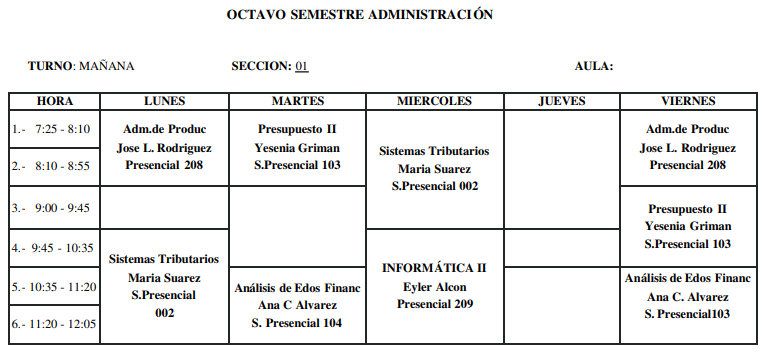 OCTAVO SEMESTRE ADMINISTRACIÓN
TURNO: MAÑANA SECCION: 01 AULA:
HORA LUNES MARTES MIERCOLES JUEVES VIERNES
1.- 7:25 - 8:10
2.- 8:10 - 8:55
3.- 9:00 - 9:45
4.- 9:45 - 10:35
5.- 10:35 - 11:20
6.- 11:20 - 12:05
Adm.de Produc
Jose L. Rodriguez
Presencial 208
Sistemas Tributarios
Maria Suarez
S.Presencial
002
Presupuesto II
Yesenia Griman
S.Presencial 103
Análisis de Edos Financ
Ana C Alvarez
S. Presencial 104
Sistemas Tributarios
Maria Suarez
S.Presencial 002
INFORMÁTICA II
Eyler Alcon
Presencial 209
Adm.de Produc
Jose L. Rodriguez
Presencial 208
Presupuesto II
Yesenia Griman
S.Presencial 103
Análisis de Edos Financ
Ana C. Alvarez
S. Presencial103